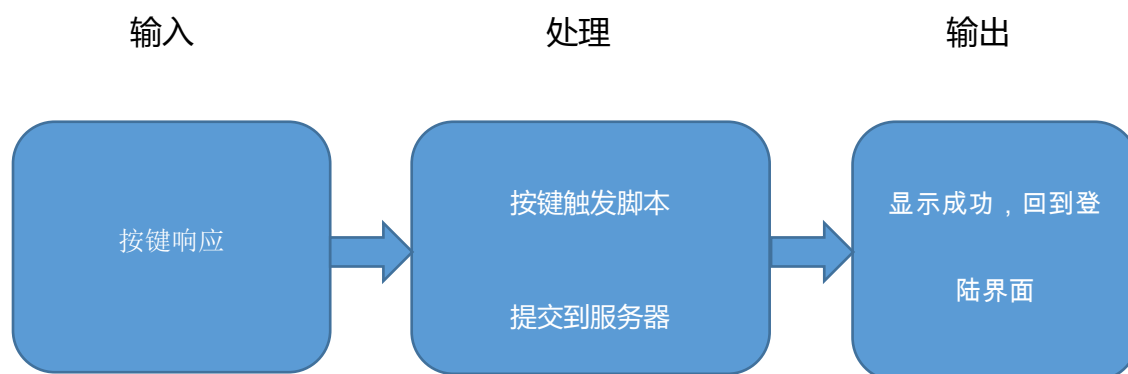 输入
处理
输出
按键响应
按键触发脚本
提交到服务器
显示成功，回到登
陆界面